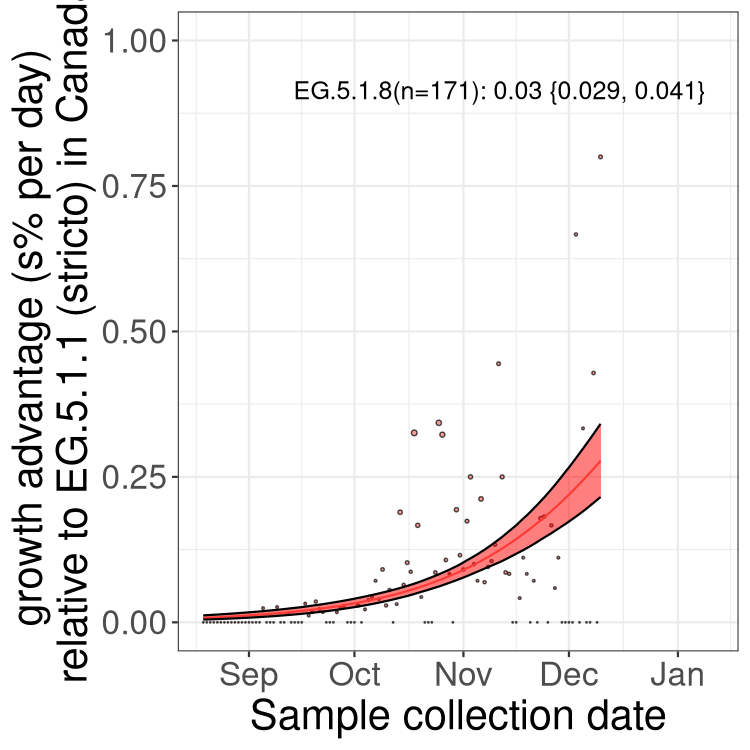 growth advantage (s% per day)
relative to EG.5.1.1 (stricto) in Canada
1.00
0.75
0.50
0.25
0.00
EG.5.1.8(n=171): 0.03 {0.029, 0.041}
Sep Oct Nov Dec Jan
Sample collection date